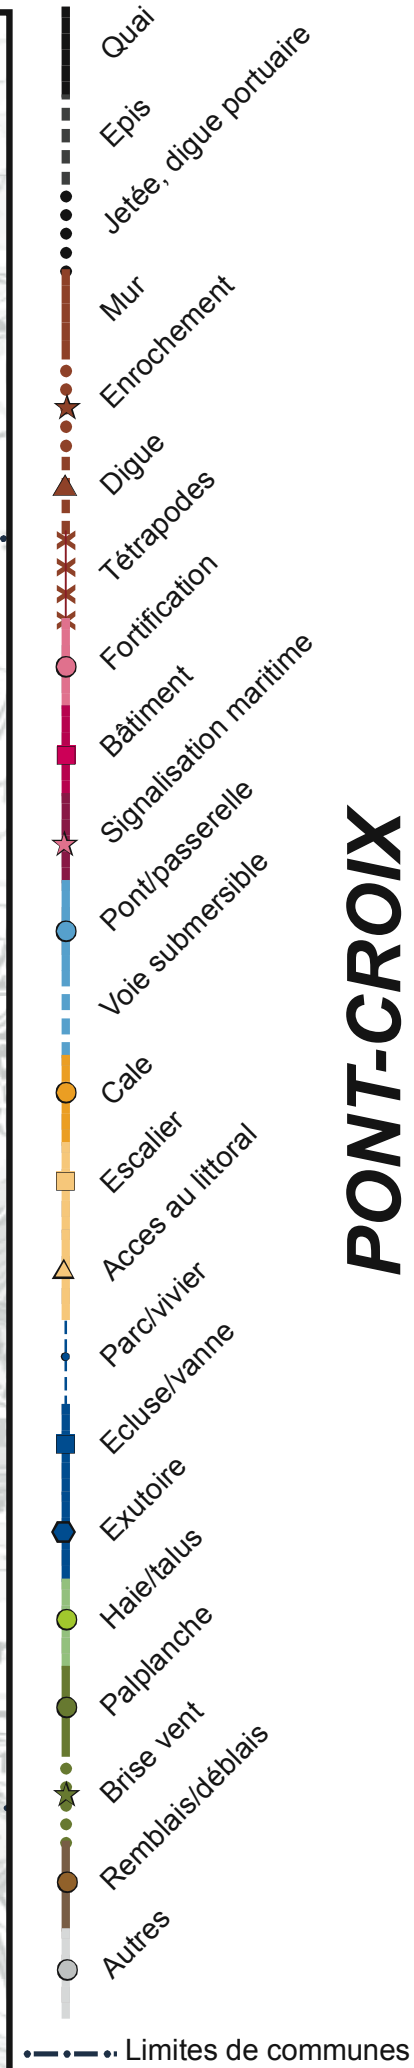 Quai
Epis
Jetée, digue portuaire
Mur
Enrochement
Digue
Tétrapodes
Fortification
Bâtiment
Signalisation maritime
Pont/passerelle
Voie submersible
Cale
Escalier
Acces au littoral
Parc/vivier
Ecluse/vanne
Exutoire
Haie/talus
Palplanche
Brise vent
Remblais/déblais
Autres
Limites de communes
PONT-CROIX